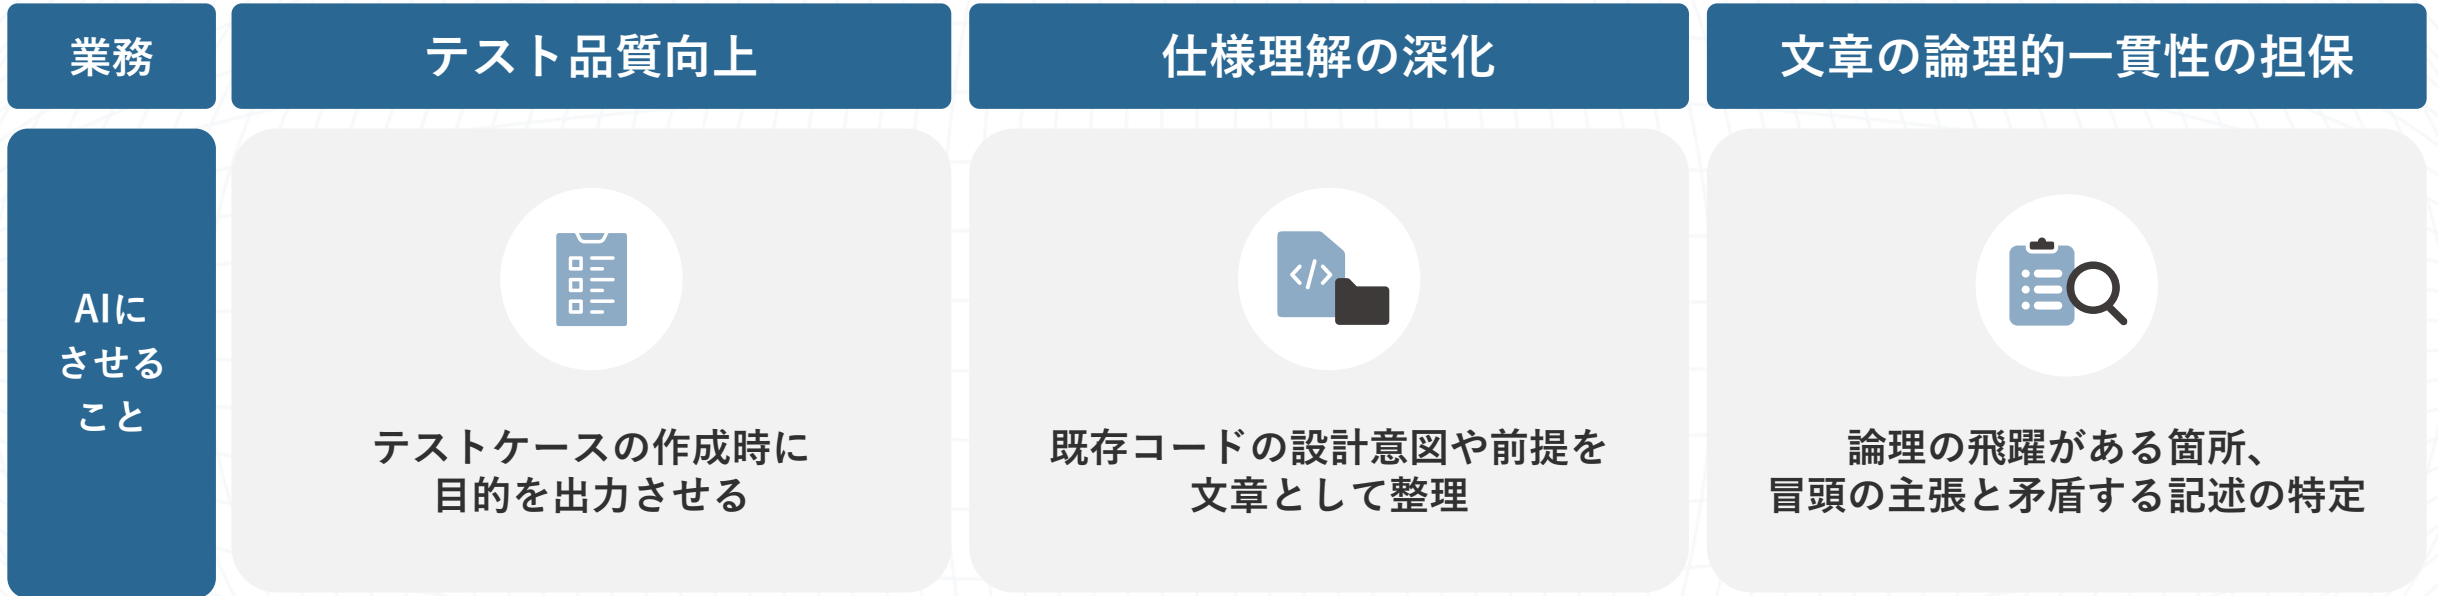 業務
テスト品質向上
仕様理解の深化
文章の論理的一貫性の担保
AIに
させる
こと
テストケースの作成時に
目的を出力させる
既存コードの設計意図や前提を
文章として整理
論理の飛躍がある箇所、
冒頭の主張と矛盾する記述の特定